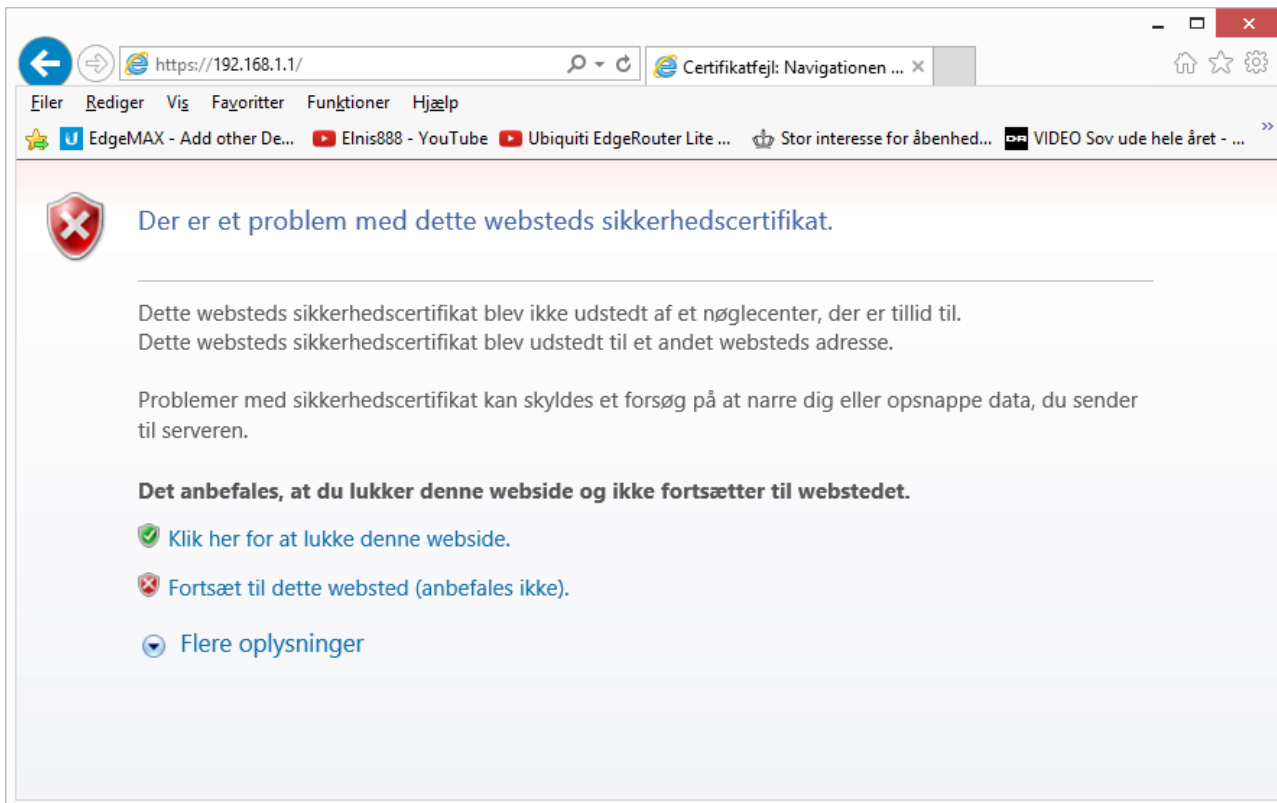 https://192.168.1.1/
Certifikatfejl: Navigationen ...
Filer Rediger Vis Favoritter Funktioner Hjælp
EdgeMAX - Add other De... Elnis888 - YouTube Ubiquiti EdgeRouter Lite ... Stor interesse for åbenhed... DR VIDEO Sov ude hele året - ...
Der er et problem med dette websteds sikkerhedscertifikat.
Dette websteds sikkerhedscertifikat blev ikke udstedt af et nøglecenter, der er tillid til.
Dette websteds sikkerhedscertifikat blev udstedt til et andet websteds adresse.
Problemer med sikkerhedscertifikat kan skyldes et forsøg på at narre dig eller opsnappe data, du sender
til serveren.
Det anbefales, at du lukker denne webside og ikke fortsætter til webstedet.
Klik her for at lukke denne webside.
Fortsæt til dette websted (anbefales ikke).
Flere oplysninger